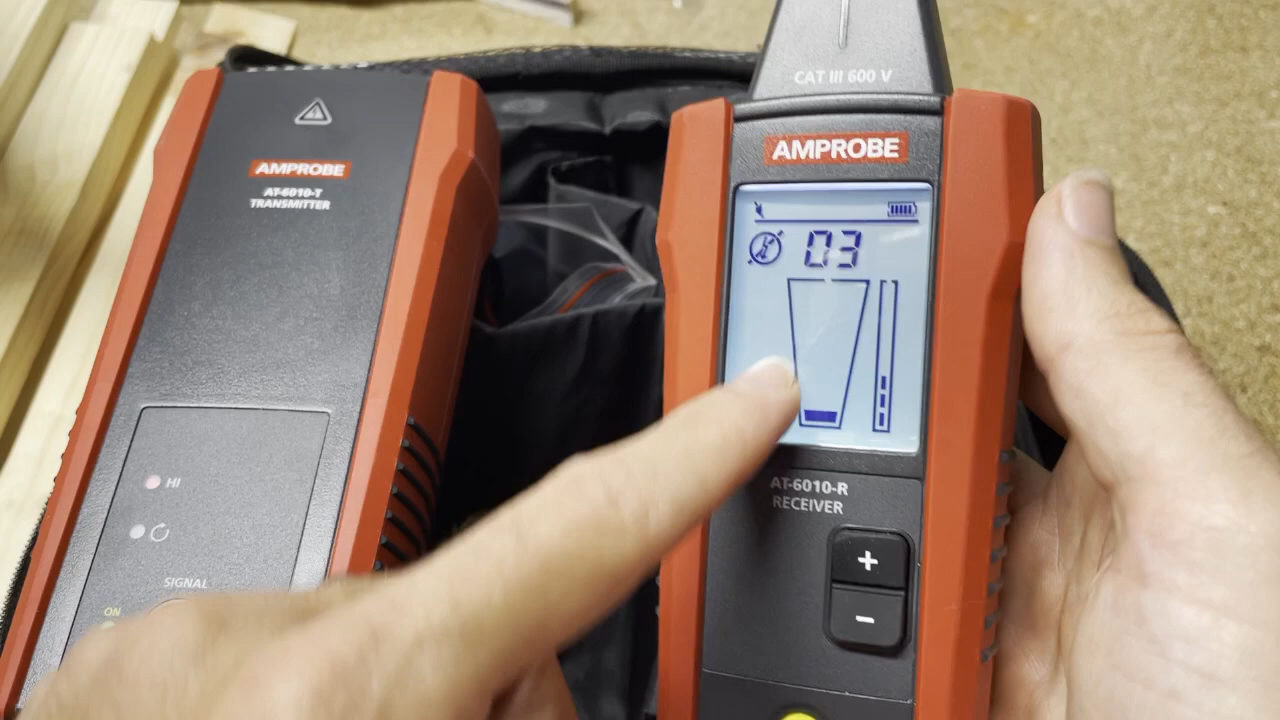 AMPROBE
AT-6010-T
TRANSMITTER
HI
SIGNAL
ON
CAT III 600 V
AMPROBE
03
AT-6010-R
RECEIVER
+
-